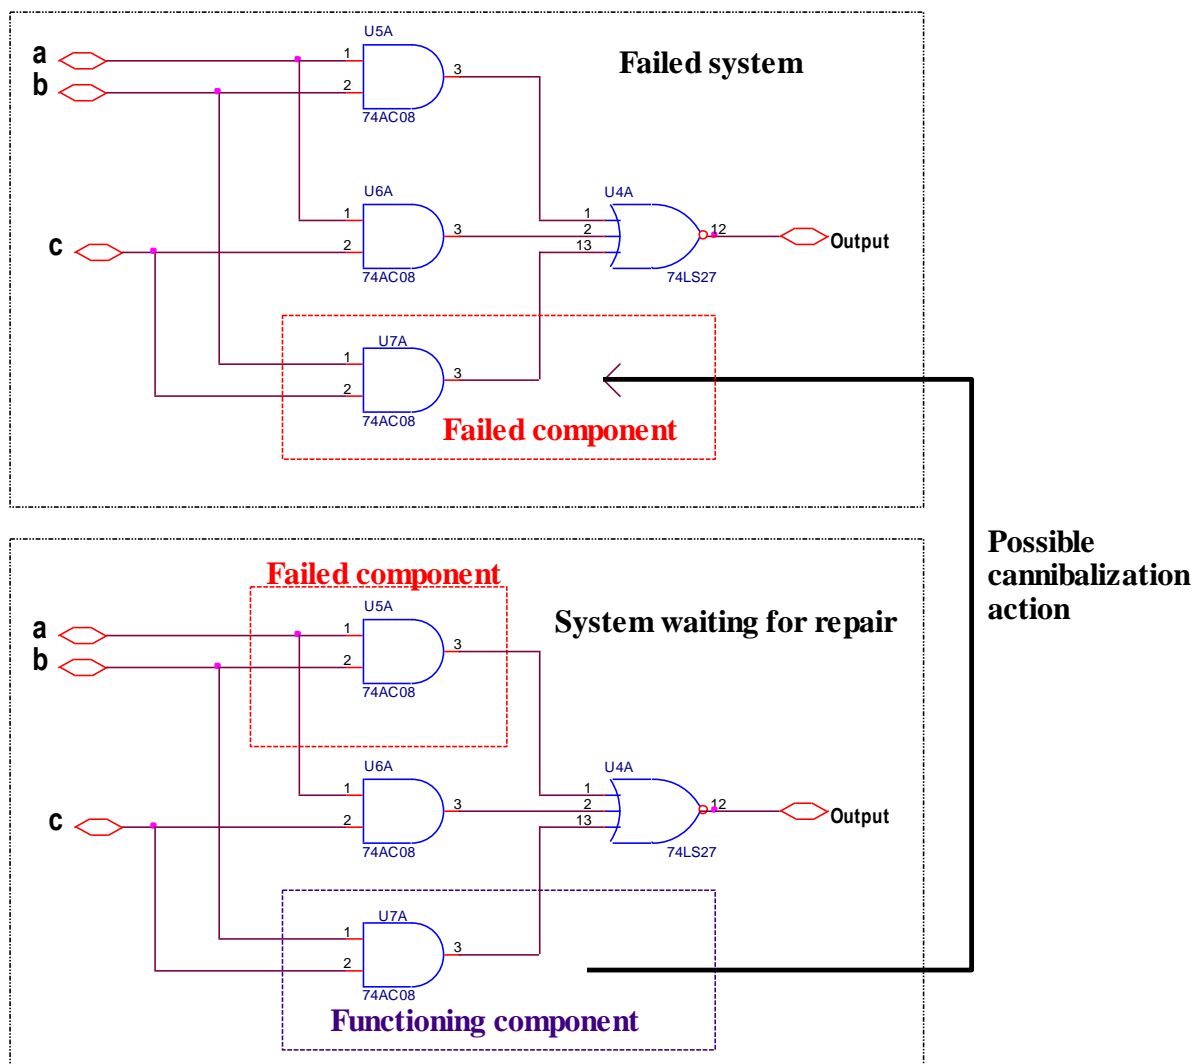 U5A
a
1
3
Failed system
b
2
74AC08
U6A
U4A
1
1
3
2
12
Output
c
2
13
74AC08
74LS27
U7A
1
3
2
74AC08
Failed component
Possible
cannibalization
action
Failed component
U5A
a
1
3
System waiting for repair
b
2
74AC08
U6A
U4A
1
1
3
2
12
Output
c
2
13
74AC08
74LS27
U7A
1
3
2
74AC08
Functioning component